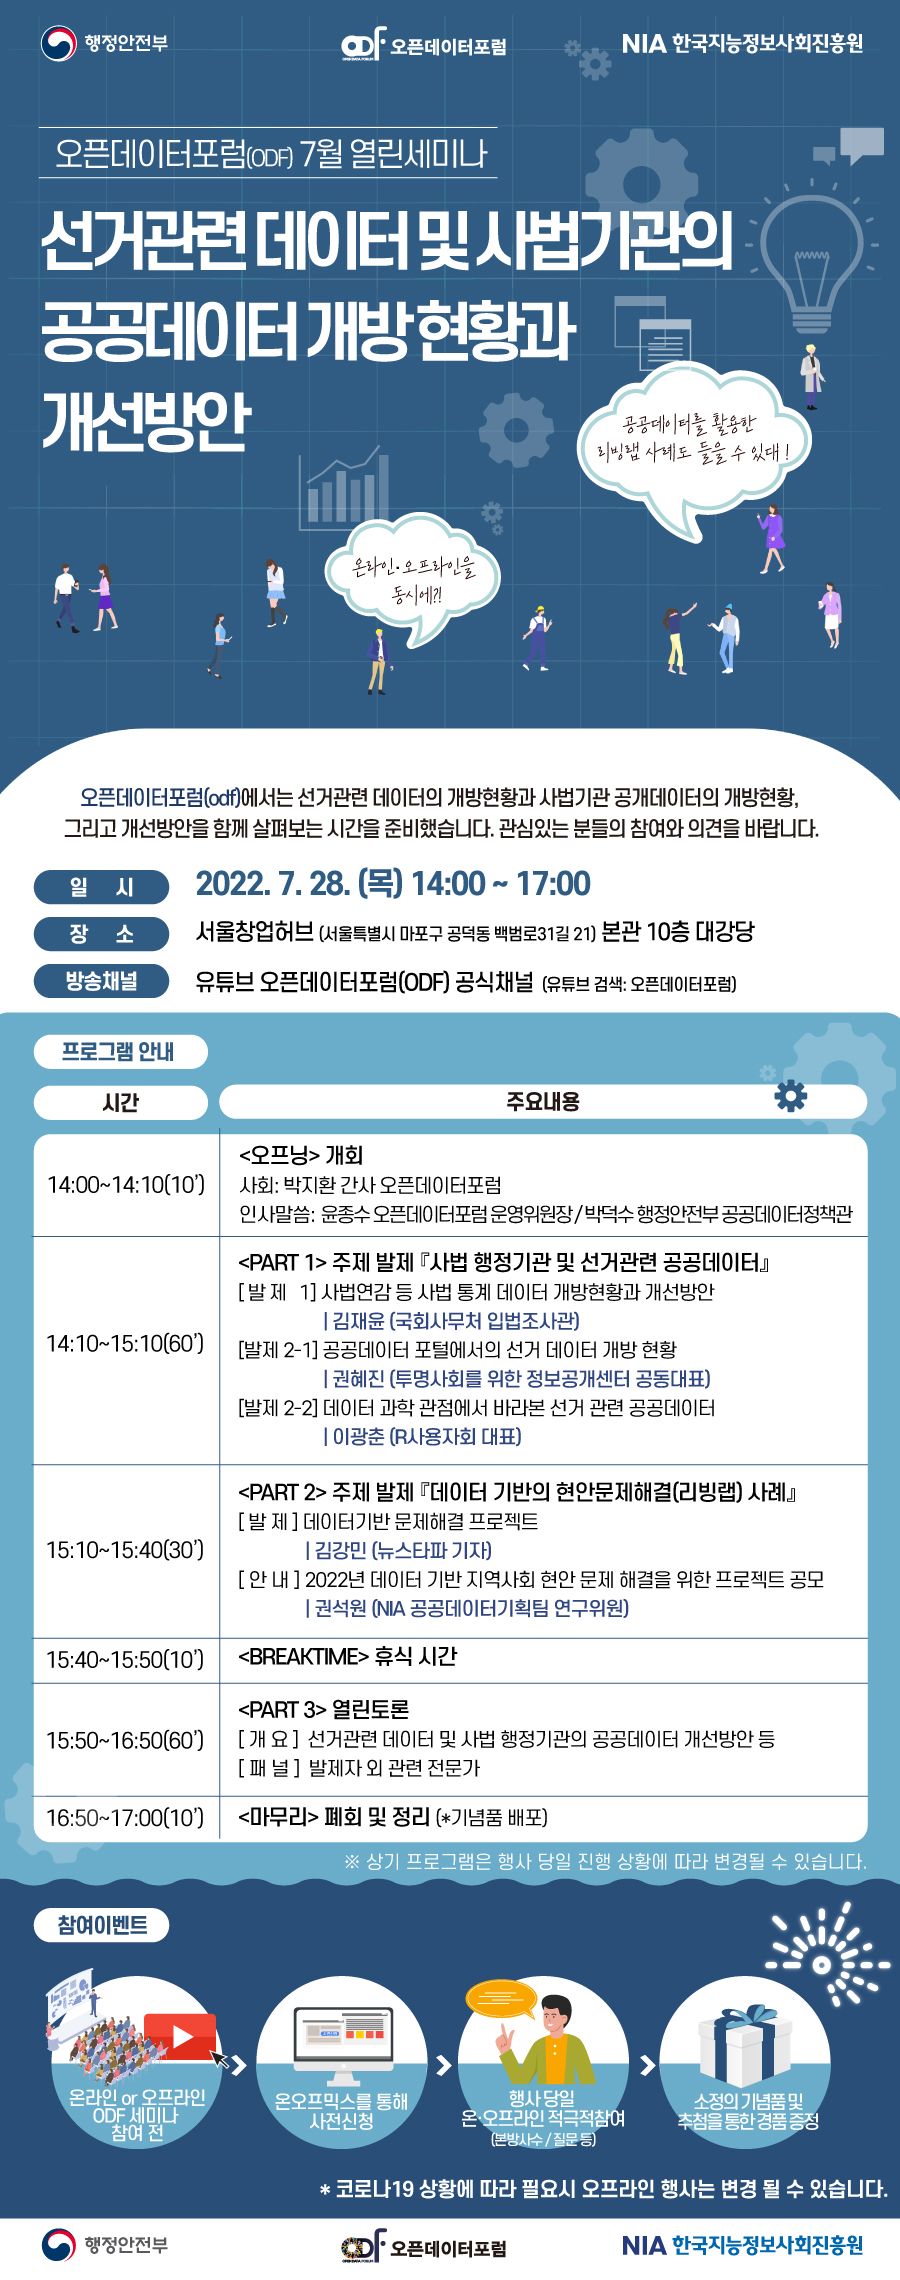 행정안전부
ODF 오픈데이터포럼
NIA 한국지능정보사회진흥원
오픈데이터포럼(ODF) 7월 열린세미나
선거관련 데이터 및 사법기관의
공공데이터 개방 현황과
개선방안
공공데이터를 활용한
리빙랩 사례도 들을 수 있대!
온라인·오프라인을
동시에?!
오픈데이터포럼(odf)에서는 선거관련 데이터의 개방현황과 사법기관 공개데이터의 개방현황,
그리고 개선방안을 함께 살펴보는 시간을 준비했습니다. 관심있는 분들의 참여와 의견을 바랍니다.
일 시 2022. 7. 28. (목) 14:00 ~ 17:00
장 소 서울창업허브 (서울특별시 마포구 공덕동 백범로31길 21) 본관 10층 대강당
방송채널 유튜브 오픈데이터포럼(ODF) 공식채널 (유튜브 검색: 오픈데이터포럼)
프로그램 안내
시간 주요내용
14:00~14:10(10')
<오프닝> 개회
사회: 박지환 간사 오픈데이터포럼
인사말씀: 윤종수 오픈데이터포럼 운영위원장 / 박덕수 행정안전부 공공데이터정책관
14:10~15:10(60')
<PART 1> 주제 발제 『사법 행정기관 및 선거관련 공공데이터』
[ 발 제 1] 사법연감 등 사법 통계 데이터 개방현황과 개선방안
| 김재윤 (국회사무처 입법조사관)
[발제 2-1] 공공데이터 포털에서의 선거 데이터 개방 현황
| 권혜진 (투명사회를 위한 정보공개센터 공동대표)
[발제 2-2] 데이터 과학 관점에서 바라본 선거 관련 공공데이터
| 이광춘 (R사용자회 대표)
15:10~15:40(30')
<PART 2> 주제 발제 『데이터 기반의 현안문제해결(리빙랩) 사례』
[ 발 제 ] 데이터기반 문제해결 프로젝트
| 김강민 (뉴스타파 기자)
[ 안 내 ] 2022년 데이터 기반 지역사회 현안 문제 해결을 위한 프로젝트 공모
| 권석원 (NIA 공공데이터기획팀 연구위원)
15:40~15:50(10')
<BREAKTIME> 휴식 시간
15:50~16:50(60')
<PART 3> 열린토론
[ 개 요 ] 선거관련 데이터 및 사법 행정기관의 공공데이터 개선방안 등
[ 패 널 ] 발제자 외 관련 전문가
16:50~17:00(10')
<마무리> 폐회 및 정리 (*기념품 배포)
※ 상기 프로그램은 행사 당일 진행 상황에 따라 변경될 수 있습니다.
참여이벤트
온라인 or 오프라인
ODF 세미나
참여 전
온오프믹스를 통해
사전신청
행사 당일
온·오프라인 적극적참여
(본방사수 / 질문 등)
소정의 기념품 및
추첨을 통한 경품 증정
* 코로나19 상황에 따라 필요시 오프라인 행사는 변경 될 수 있습니다.
행정안전부
ODF 오픈데이터포럼
NIA 한국지능정보사회진흥원